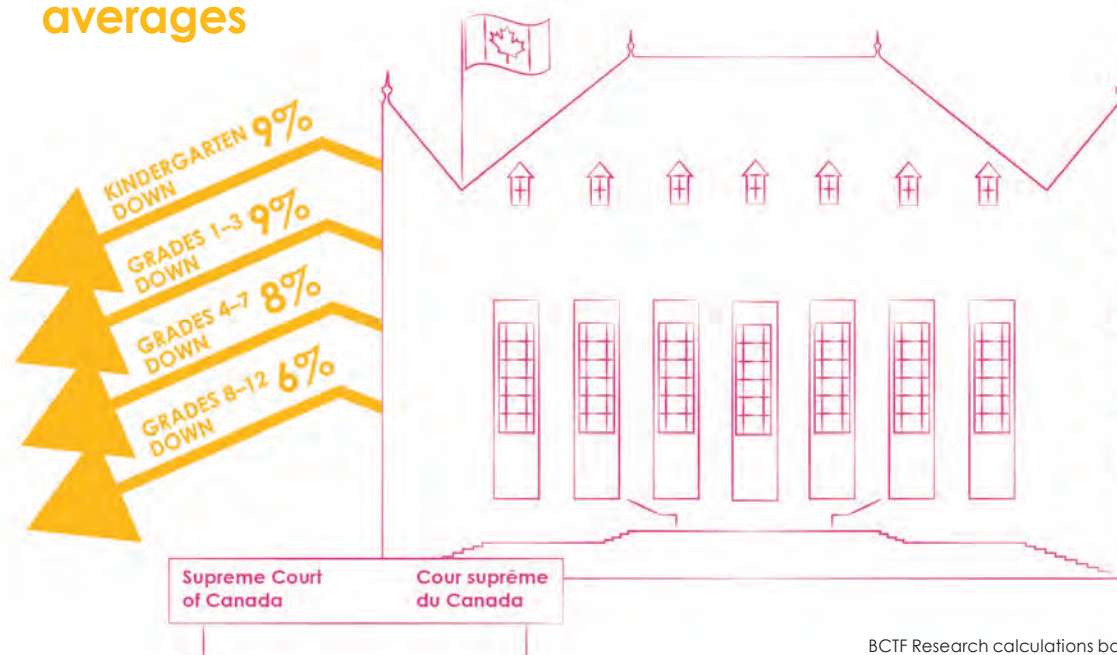 averages
KINDERGARTEN 9%
DOWN
GRADES 1–3 9%
DOWN
GRADES 4–7 8%
DOWN
GRADES 8–12 6%
DOWN
Supreme Court
of Canada
Cour suprême
du Canada
BCTF Research calculations